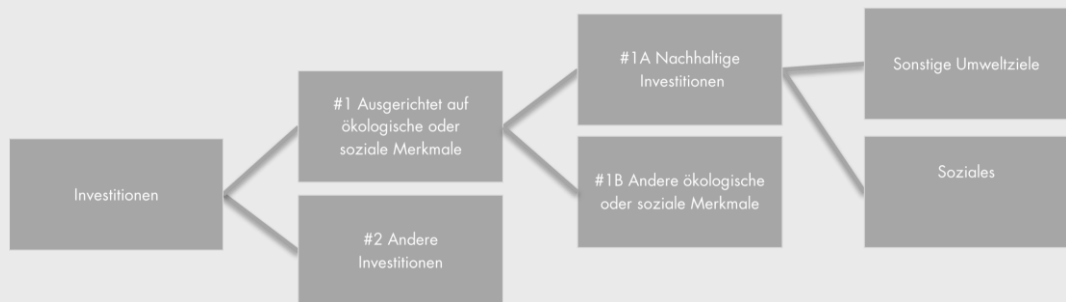 Investitionen
#1 Ausgerichtet auf
ökologische oder
soziale Merkmale
#2 Andere
Investitionen
#1A Nachhaltige
Investitionen
#1B Andere ökologische
oder soziale Merkmale
Sonstige Umweltziele
Soziales